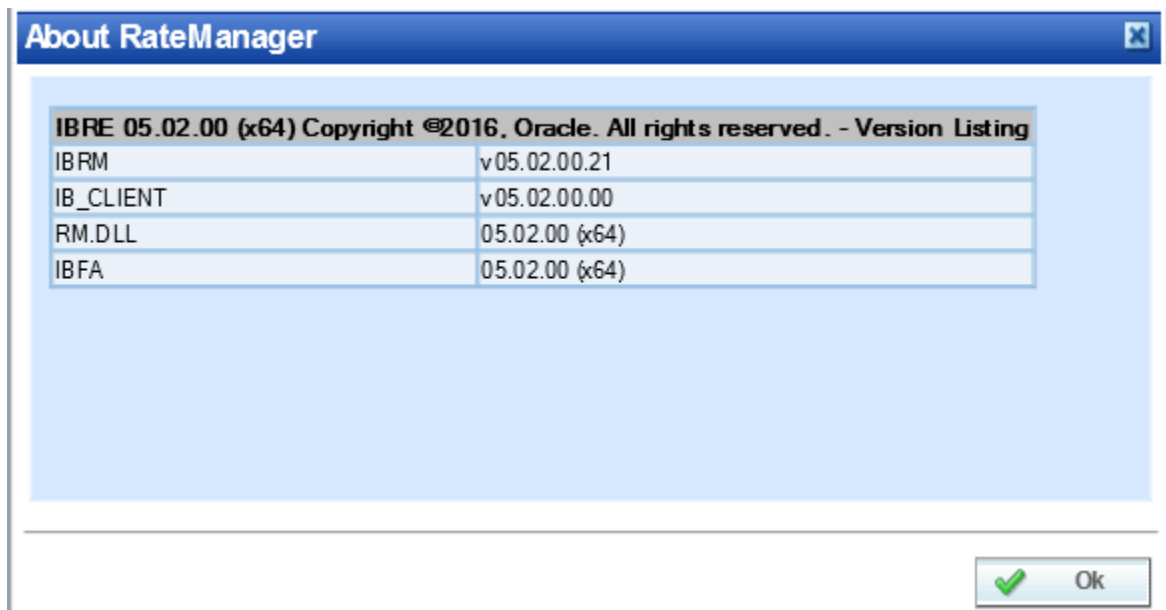 About RateManager
IBRE 05.02.00 (x64) Copyright ©2016, Oracle. All rights reserved. - Version Listing
IBRM v05.02.00.21
IB_CLIENT v05.02.00.00
RM.DLL 05.02.00 (x64)
IBFA 05.02.00 (x64)
Ok